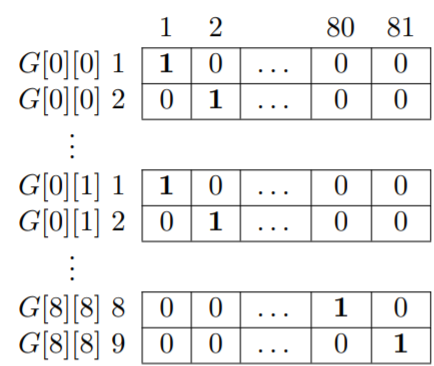 1 2 80 81
G[0][0] 1 1 0 ... 0 0
G[0][0] 2 0 1 ... 0 0
⋮
G[0][1] 1 1 0 ... 0 0
G[0][1] 2 0 1 ... 0 0
⋮
G[8][8] 8 0 0 ... 1 0
G[8][8] 9 0 0 ... 0 1